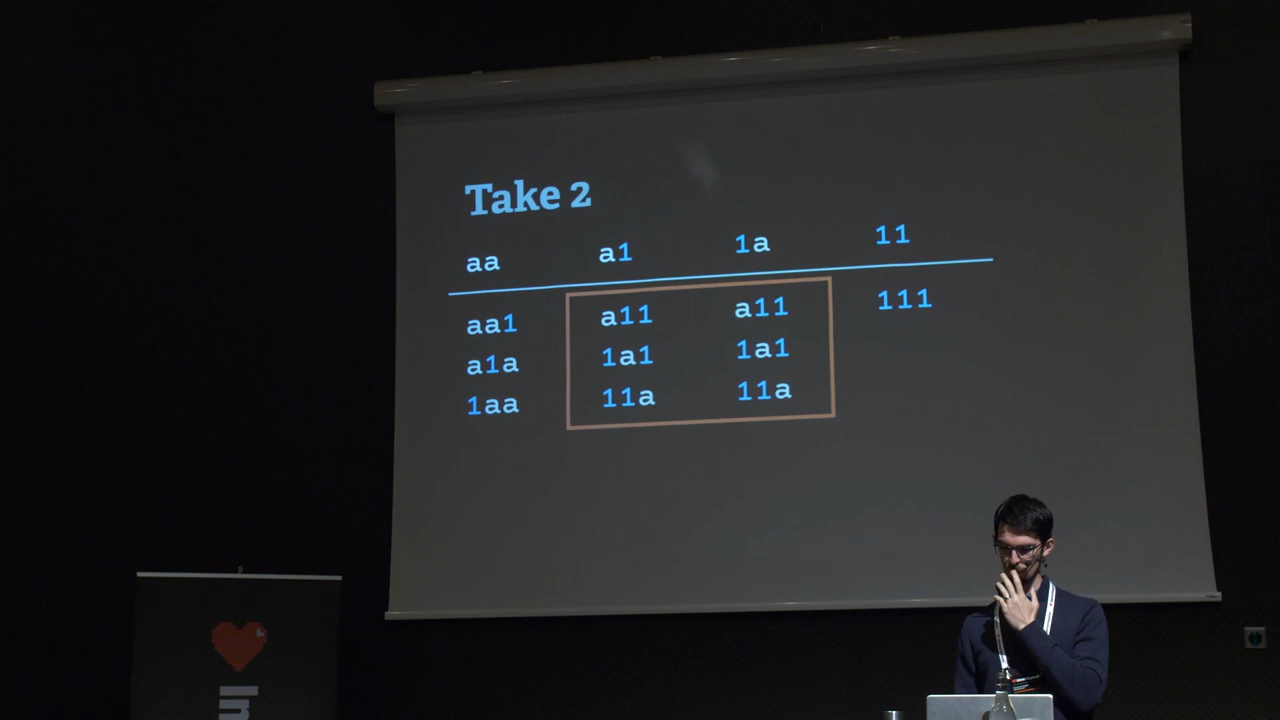 Take 2
aa a1 1a 11
aa1 a11 a11 111
a1a 1a1 1a1
1aa 11a 11a